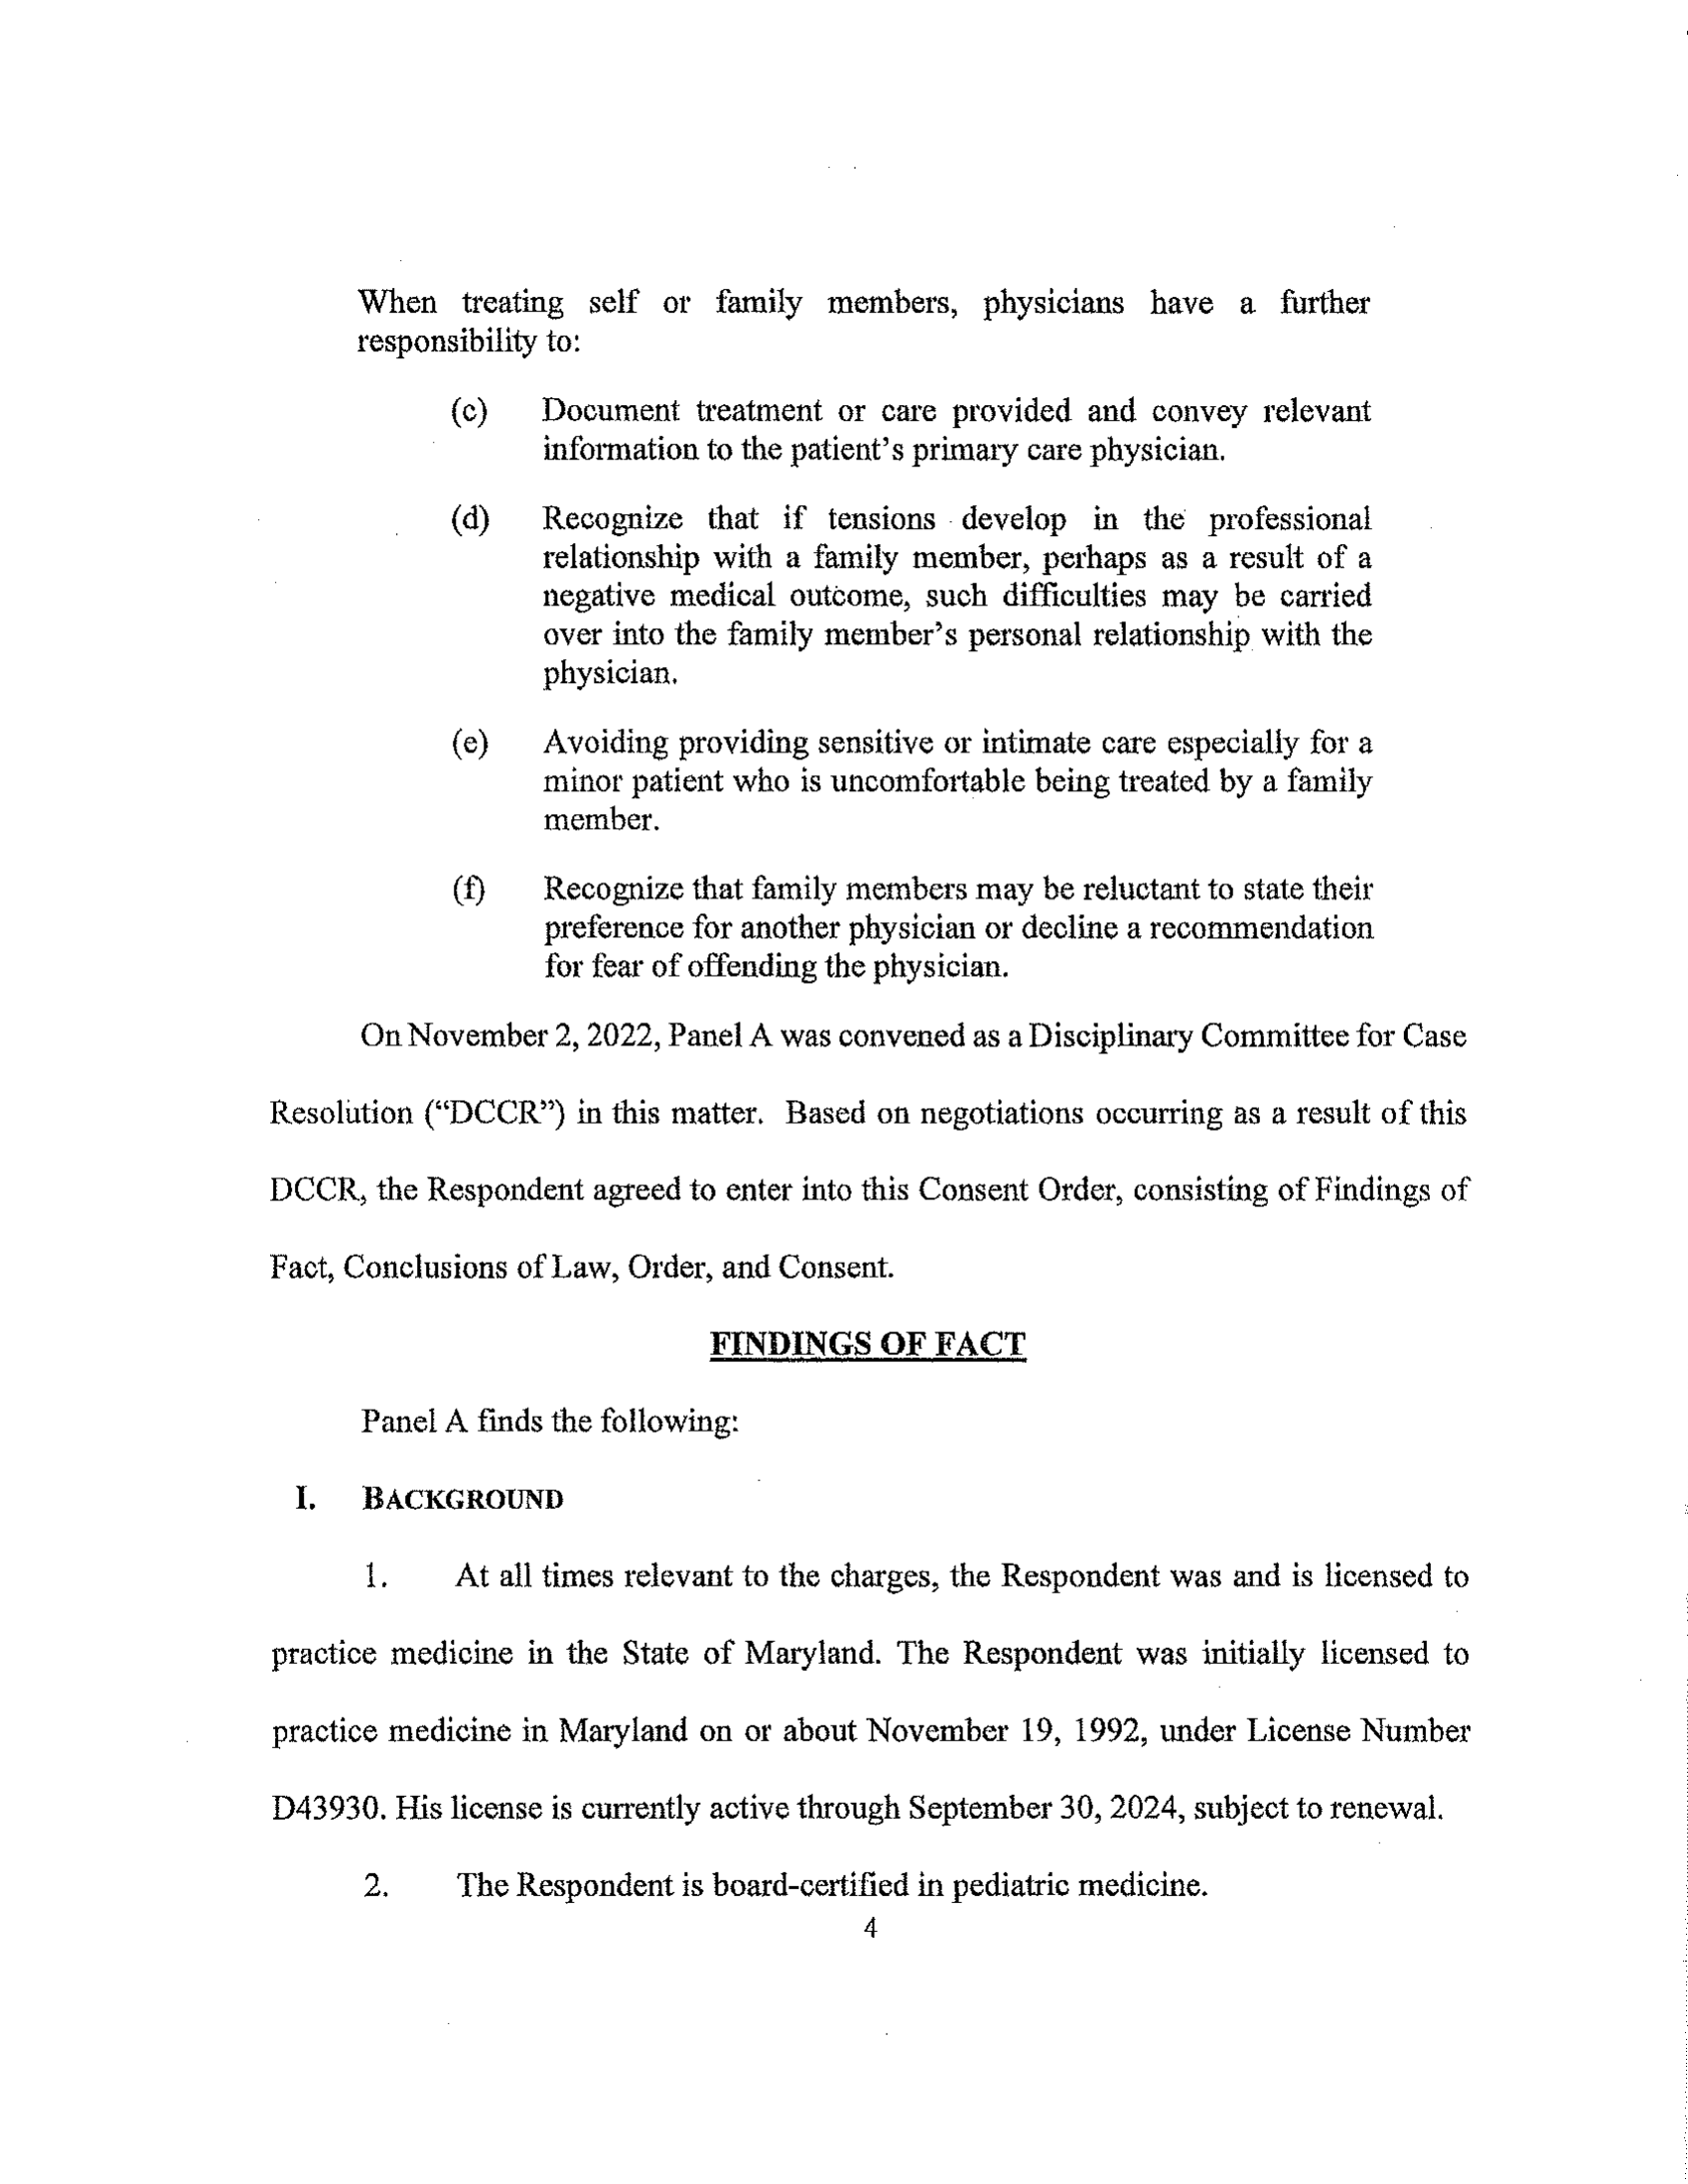 When treating self or family members, physicians have a further
responsibility to:
(c) Document treatment or care provided and convey relevant
information to the patient's primary care physician.
(d) Recognize that if tensions develop in the professional
relationship with a family member, perhaps as a result of a
negative medical outcome, such difficulties may be carried
over into the family member's personal relationship with the
physician.
(e) Avoiding providing sensitive or intimate care especially for a
minor patient who is uncomfortable being treated by a family
member.
(f) Recognize that family members may be reluctant to state their
preference for another physician or decline a recommendation
for fear of offending the physician.
On November 2, 2022, Panel A was convened as a Disciplinary Committee for Case
Resolution (“DCCR”) in this matter. Based on negotiations occurring as a result of this
DCCR, the Respondent agreed to enter into this Consent Order, consisting of Findings of
Fact, Conclusions of Law, Order, and Consent.
FINDINGS OF FACT
Panel A finds the following:
I. BACKGROUND
1. At all times relevant to the charges, the Respondent was and is licensed to
practice medicine in the State of Maryland. The Respondent was initially licensed to
practice medicine in Maryland on or about November 19, 1992, under License Number
D43930. His license is currently active through September 30, 2024, subject to renewal.
2. The Respondent is board-certified in pediatric medicine.
4